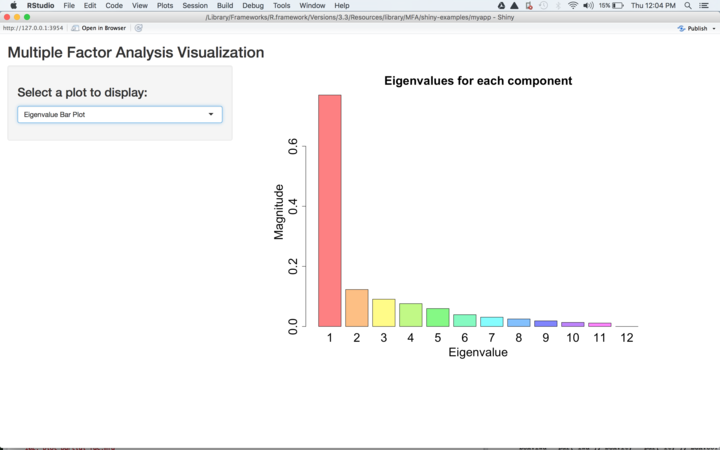 RStudio File Edit Code View Plots Session Build Debug Tools Window Help 15% Thu 12:04 PM
/Library/Frameworks/R.framework/Versions/3.3/Resources/library/MFA/shiny-examples/myapp - Shiny
http://127.0.0.1:3954 Open in Browser Publish
Multiple Factor Analysis Visualization
Select a plot to display:
Eigenvalue Bar Plot
Eigenvalues for each component
Magnitude
0.6
0.4
0.2
0.0
1 2 3 4 5 6 7 8 9 10 11 12
Eigenvalue